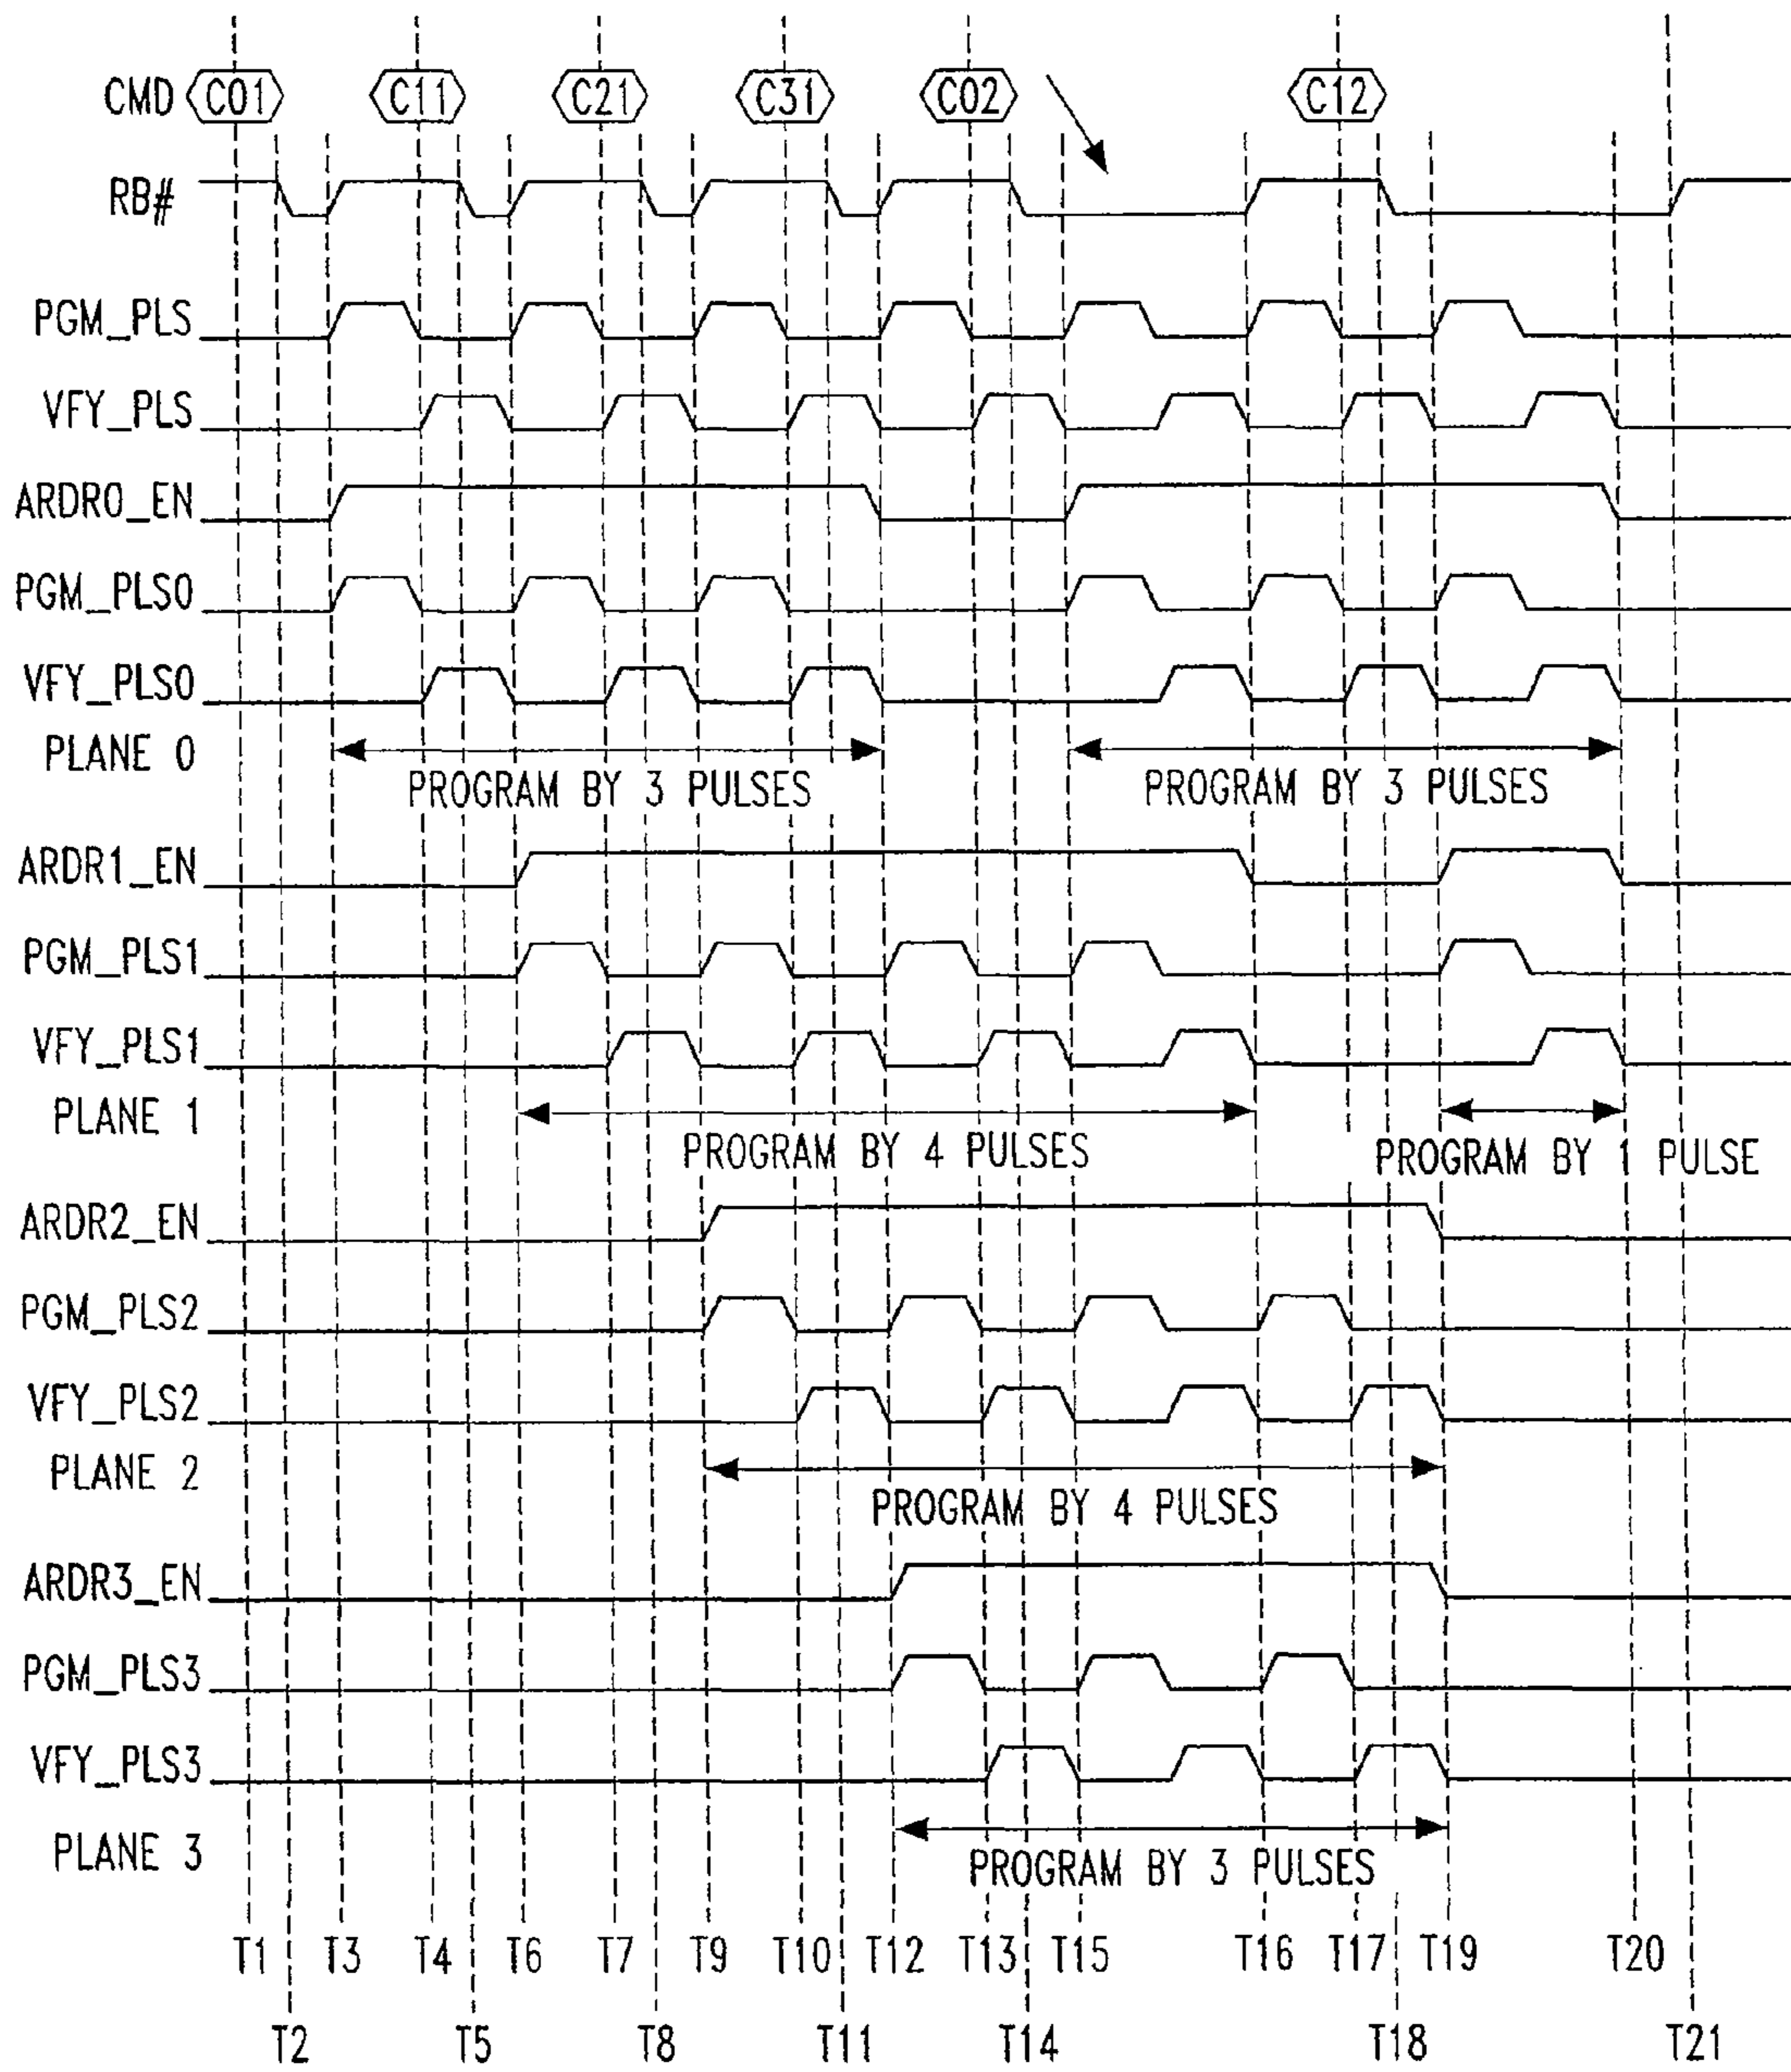 CMD C01 C11 C21 C31 C02 C12
RB#
PGM_PLS
VFY_PLS
ARDR0_EN
PGM_PLS0
VFY_PLS0
PLANE 0
PROGRAM BY 3 PULSES PROGRAM BY 3 PULSES
ARDR1_EN
PGM_PLS1
VFY_PLS1
PLANE 1
PROGRAM BY 4 PULSES PROGRAM BY 1 PULSE
ARDR2_EN
PGM_PLS2
VFY_PLS2
PLANE 2
PROGRAM BY 4 PULSES
ARDR3_EN
PGM_PLS3
VFY_PLS3
PLANE 3
PROGRAM BY 3 PULSES
T1 T3 T4 T6 T7 T9 T10 T12 T13 T15 T16 T17 T19 T20
T2 T5 T8 T11 T14 T18 T21